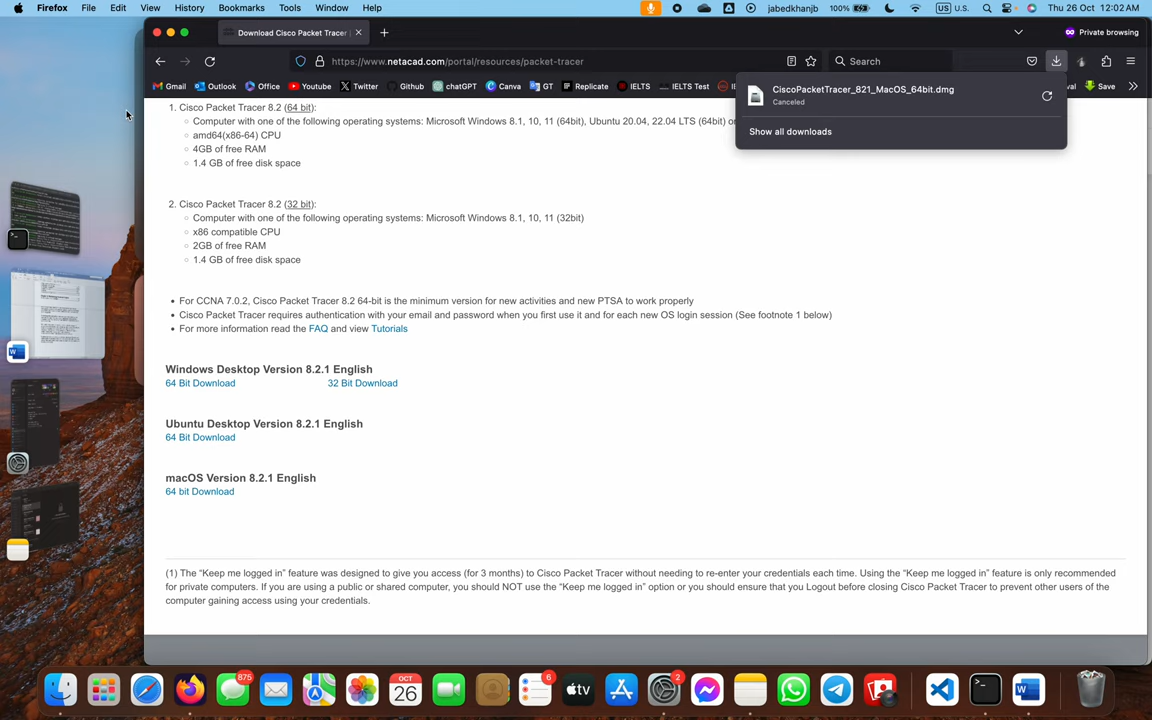 Firefox File Edit View History Bookmarks Tools Window Help jabedkhanjb 100% US U.S. Thu 26 Oct 12:02 AM
Download Cisco Packet Tracer Private browsing
https://www.netacad.com/portal/resources/packet-tracer Search
Gmail Outlook Office Youtube Twitter Github chatGPT Canva GT Replicate IELTS IELTS Test Save
CiscoPacketTracer_821_MacOS_64bit.dmg
Canceled
Show all downloads
1. Cisco Packet Tracer 8.2 (64 bit):
Computer with one of the following operating systems: Microsoft Windows 8.1, 10, 11 (64bit), Ubuntu 20.04, 22.04 LTS (64bit)
amd64(x86-64) CPU
4GB of free RAM
1.4 GB of free disk space
2. Cisco Packet Tracer 8.2 (32 bit):
Computer with one of the following operating systems: Microsoft Windows 8.1, 10, 11 (32bit)
x86 compatible CPU
2GB of free RAM
1.4 GB of free disk space
For CCNA 7.0.2, Cisco Packet Tracer 8.2 64-bit is the minimum version for new activities and new PTSA to work properly
Cisco Packet Tracer requires authentication with your email and password when you first use it and for each new OS login session (See footnote 1 below)
For more information read the FAQ and view Tutorials
Windows Desktop Version 8.2.1 English
64 Bit Download 32 Bit Download
Ubuntu Desktop Version 8.2.1 English
64 Bit Download
macOS Version 8.2.1 English
64 bit Download
(1) The “Keep me logged in” feature was designed to give you access (for 3 months) to Cisco Packet Tracer without needing to re-enter your credentials each time. Using the “Keep me logged in” feature is only recommended
for private computers. If you are using a public or shared computer, you should NOT use the “Keep me logged in” option or you should ensure that you Logout before closing Cisco Packet Tracer to prevent other users of the
computer gaining access using your credentials.
875 OCT 26 6 tv 2